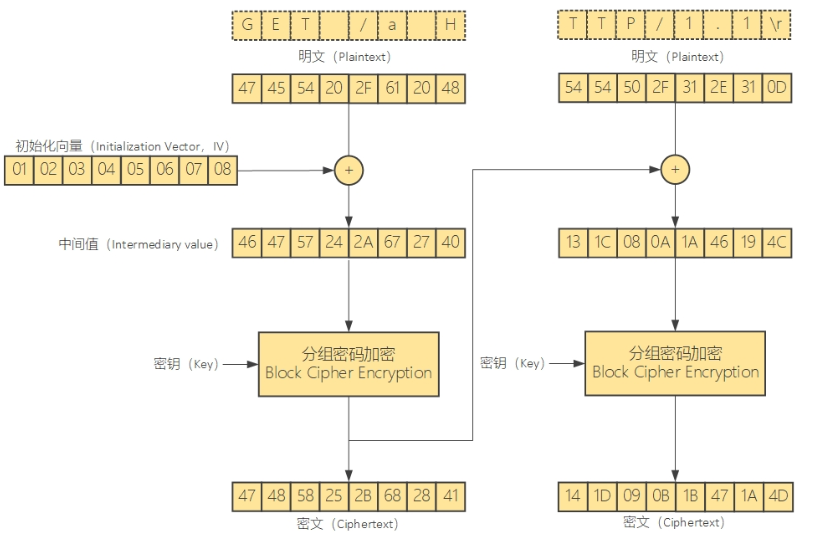 G E T / a H
T T P / 1 . 1 \r
明文（Plaintext）
明文（Plaintext）
47 45 54 20 2F 61 20 48
54 54 50 2F 31 2E 31 0D
初始化向量（Initialization Vector，IV）
01 02 03 04 05 06 07 08
+
+
中间值（Intermediary value）
46 47 57 24 2A 67 27 40
13 1C 08 0A 1A 46 19 4C
密钥（Key）
分组密码加密
Block Cipher Encryption
密钥（Key）
分组密码加密
Block Cipher Encryption
47 48 58 25 2B 68 28 41
14 1D 09 0B 1B 47 1A 4D
密文（Ciphertext）
密文（Ciphertext）